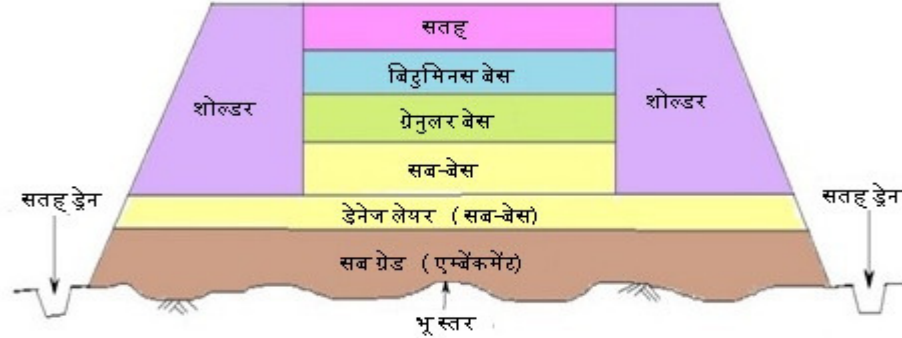 सतह
बिटुमिनस बेस
शोल्डर
शोल्डर
ग्रेनुलर बेस
सब-बेस
सतह ड्रेन
सतह ड्रेन
ड्रेनेज लेयर (सब-बेस)
सब ग्रेड (एम्बेंकमेंट)
भू स्तर